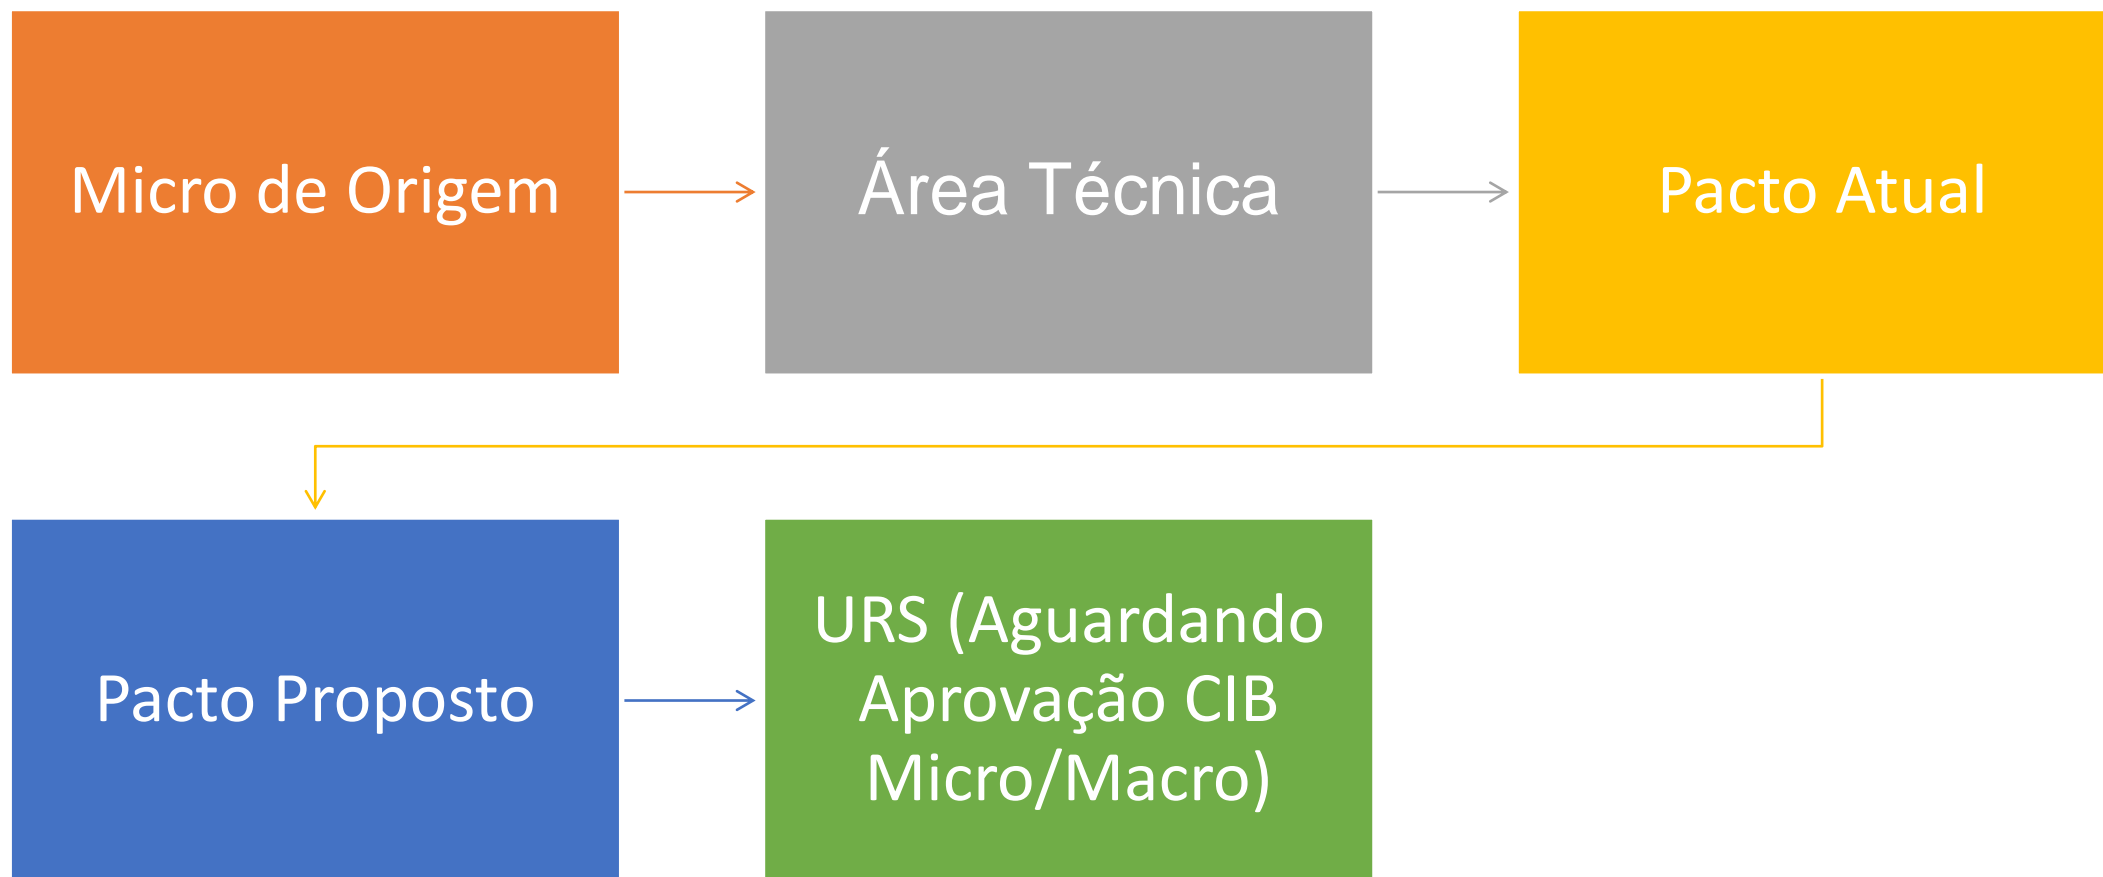 Micro de Origem
Área Técnica
Pacto Atual
Pacto Proposto
URS (Aguardando
Aprovação CIB
Micro/Macro)